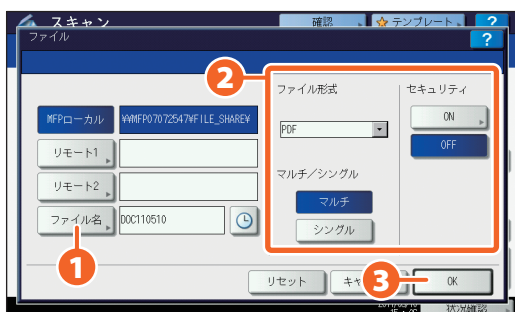 スキャン
確認
テンプレート
?
ファイル
?
2
ファイル形式
セキュリティ
MFPローカル
¥¥MFP07072547¥FILE_SHARE¥
PDF
ON
OFF
リモート1
リモート2
マルチ/シングル
マルチ
シングル
ファイル名
DOC110510
1
リセット
キャ
3
OK
状況確認